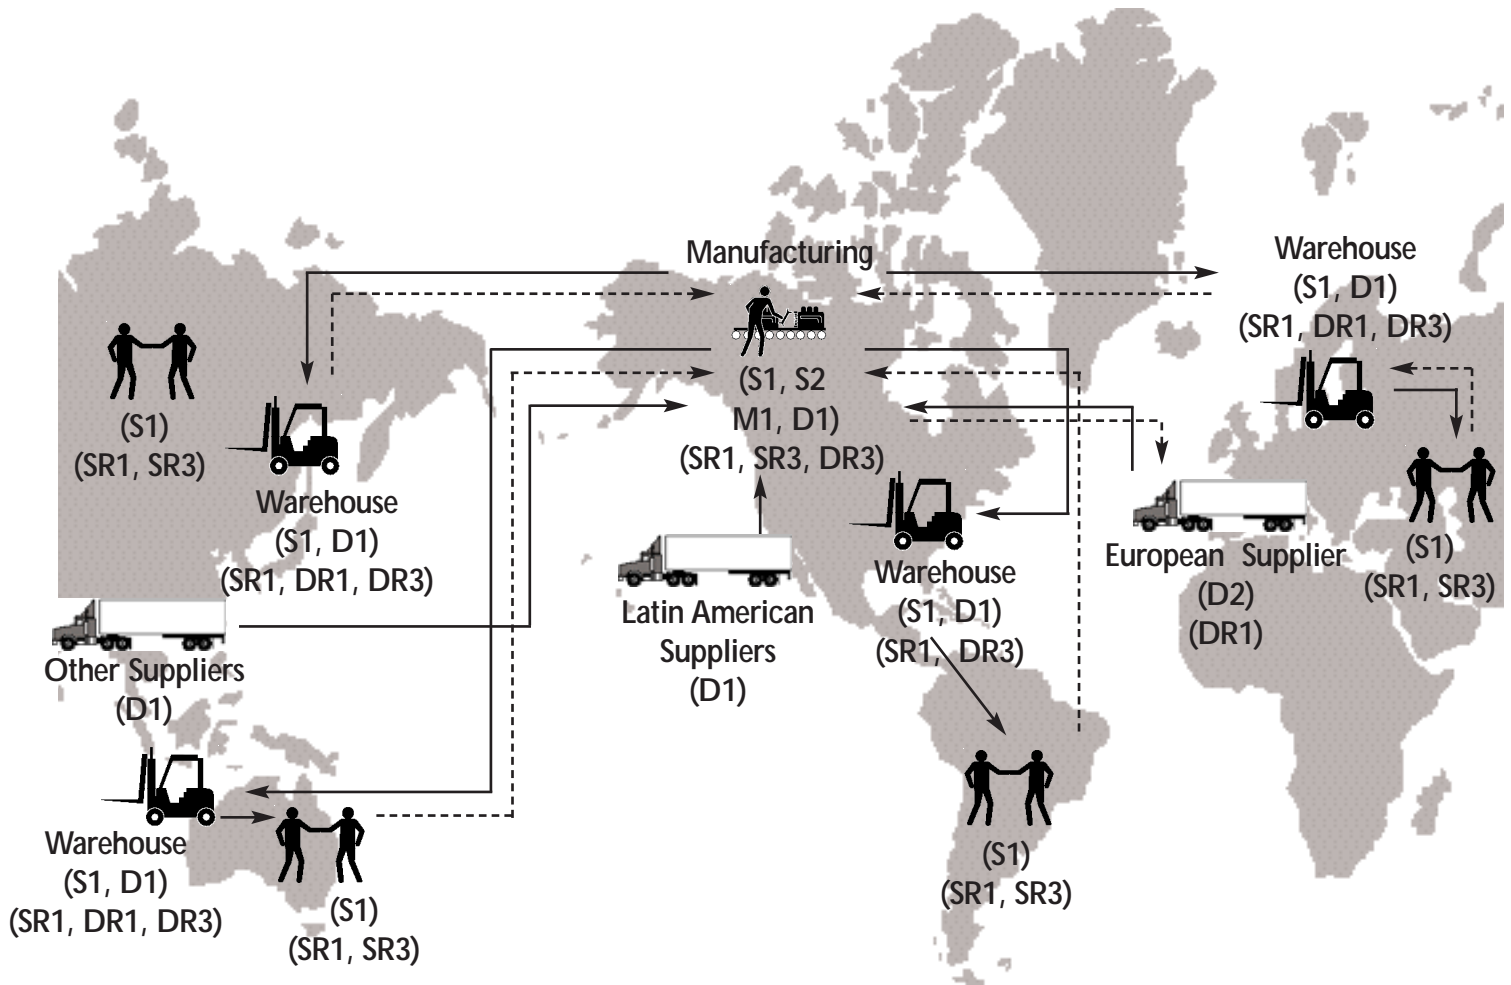 Manufacturing
(S1, S2
M1, D1)
(SR1, SR3, DR3)
Warehouse
(S1, D1)
(SR1, DR1, DR3)
(S1)
(SR1, SR3)
Warehouse
(S1, D1)
(SR1, DR1, DR3)
Other Suppliers
(D1)
Latin American
Suppliers
(D1)
Warehouse
(S1, D1)
(SR1, DR3)
European Supplier
(D2)
(DR1)
(S1)
(SR1, SR3)
Warehouse
(S1, D1)
(SR1, DR1, DR3)
(S1)
(SR1, SR3)
(S1)
(SR1, SR3)